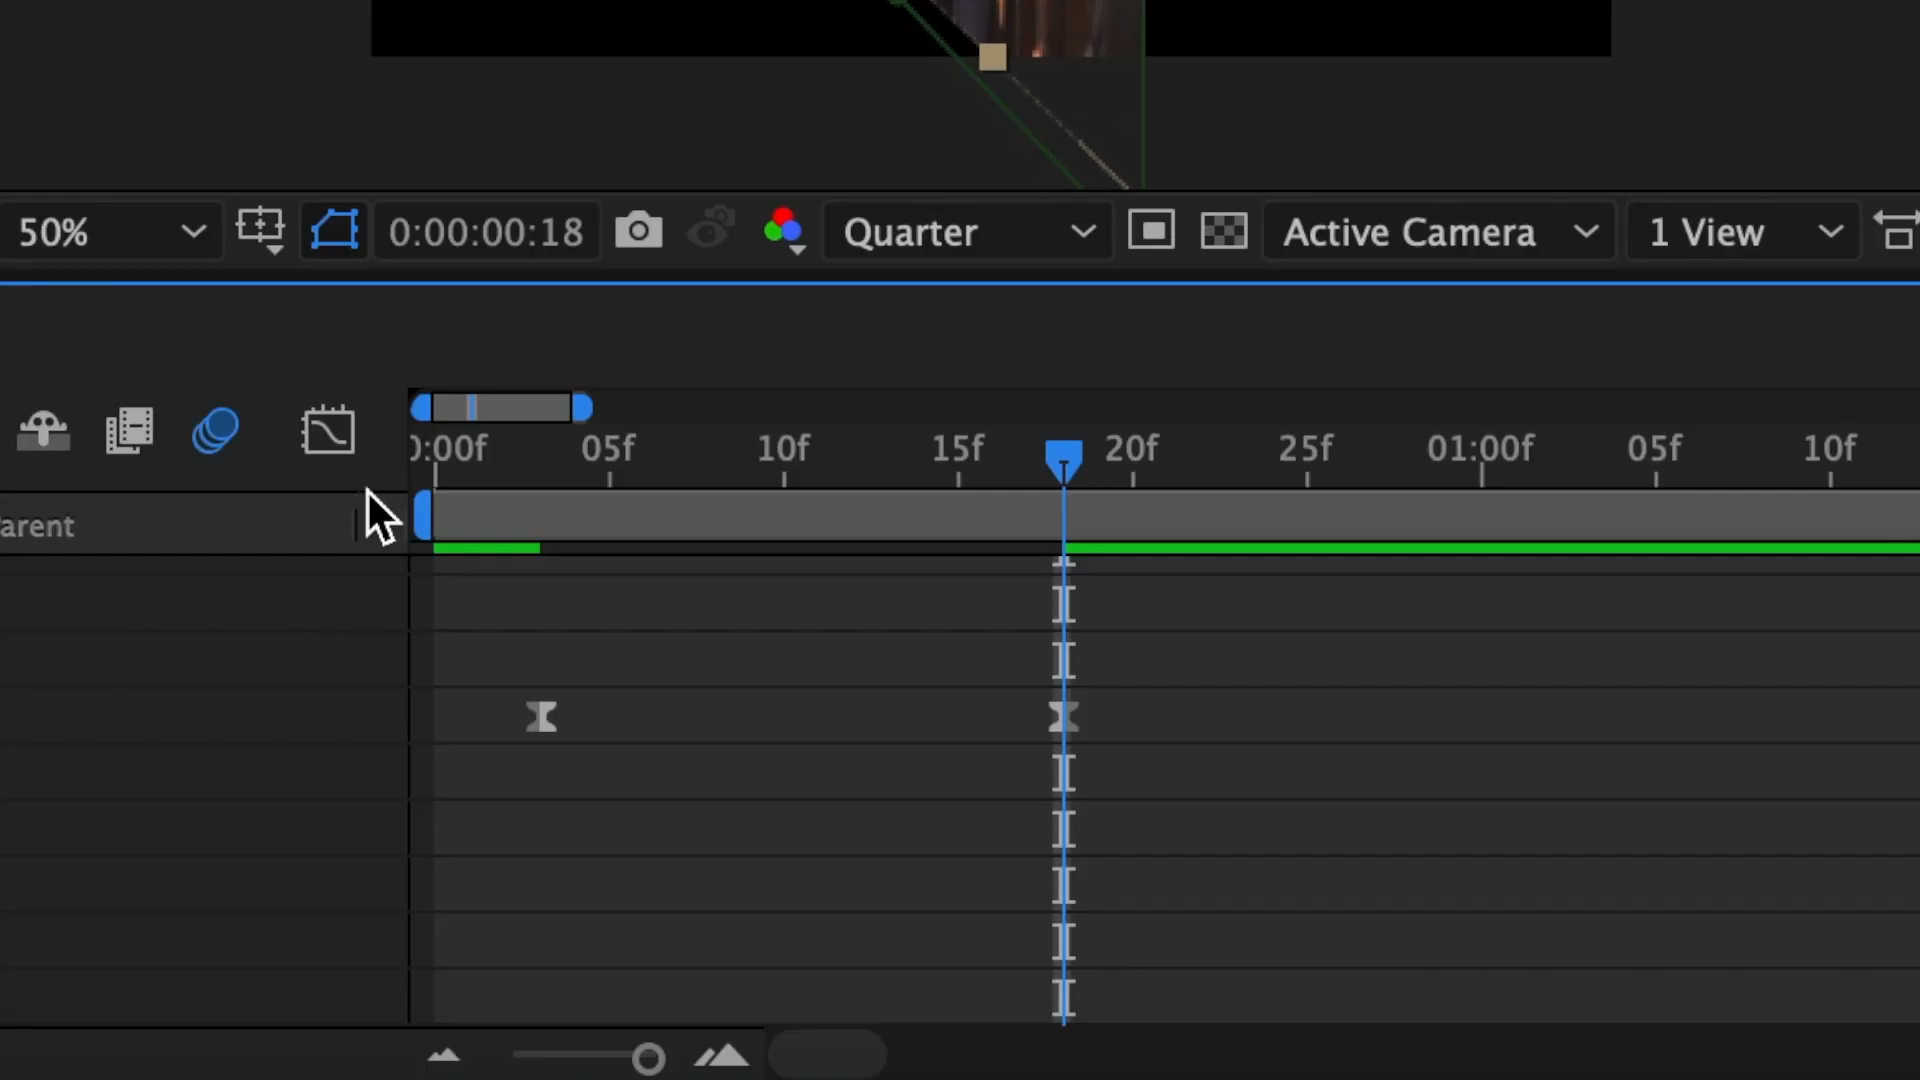 50%
0:00:00:18
Quarter
Active Camera
1 View
0:00f
05f
10f
15f
20f
25f
01:00f
05f
10f
arent